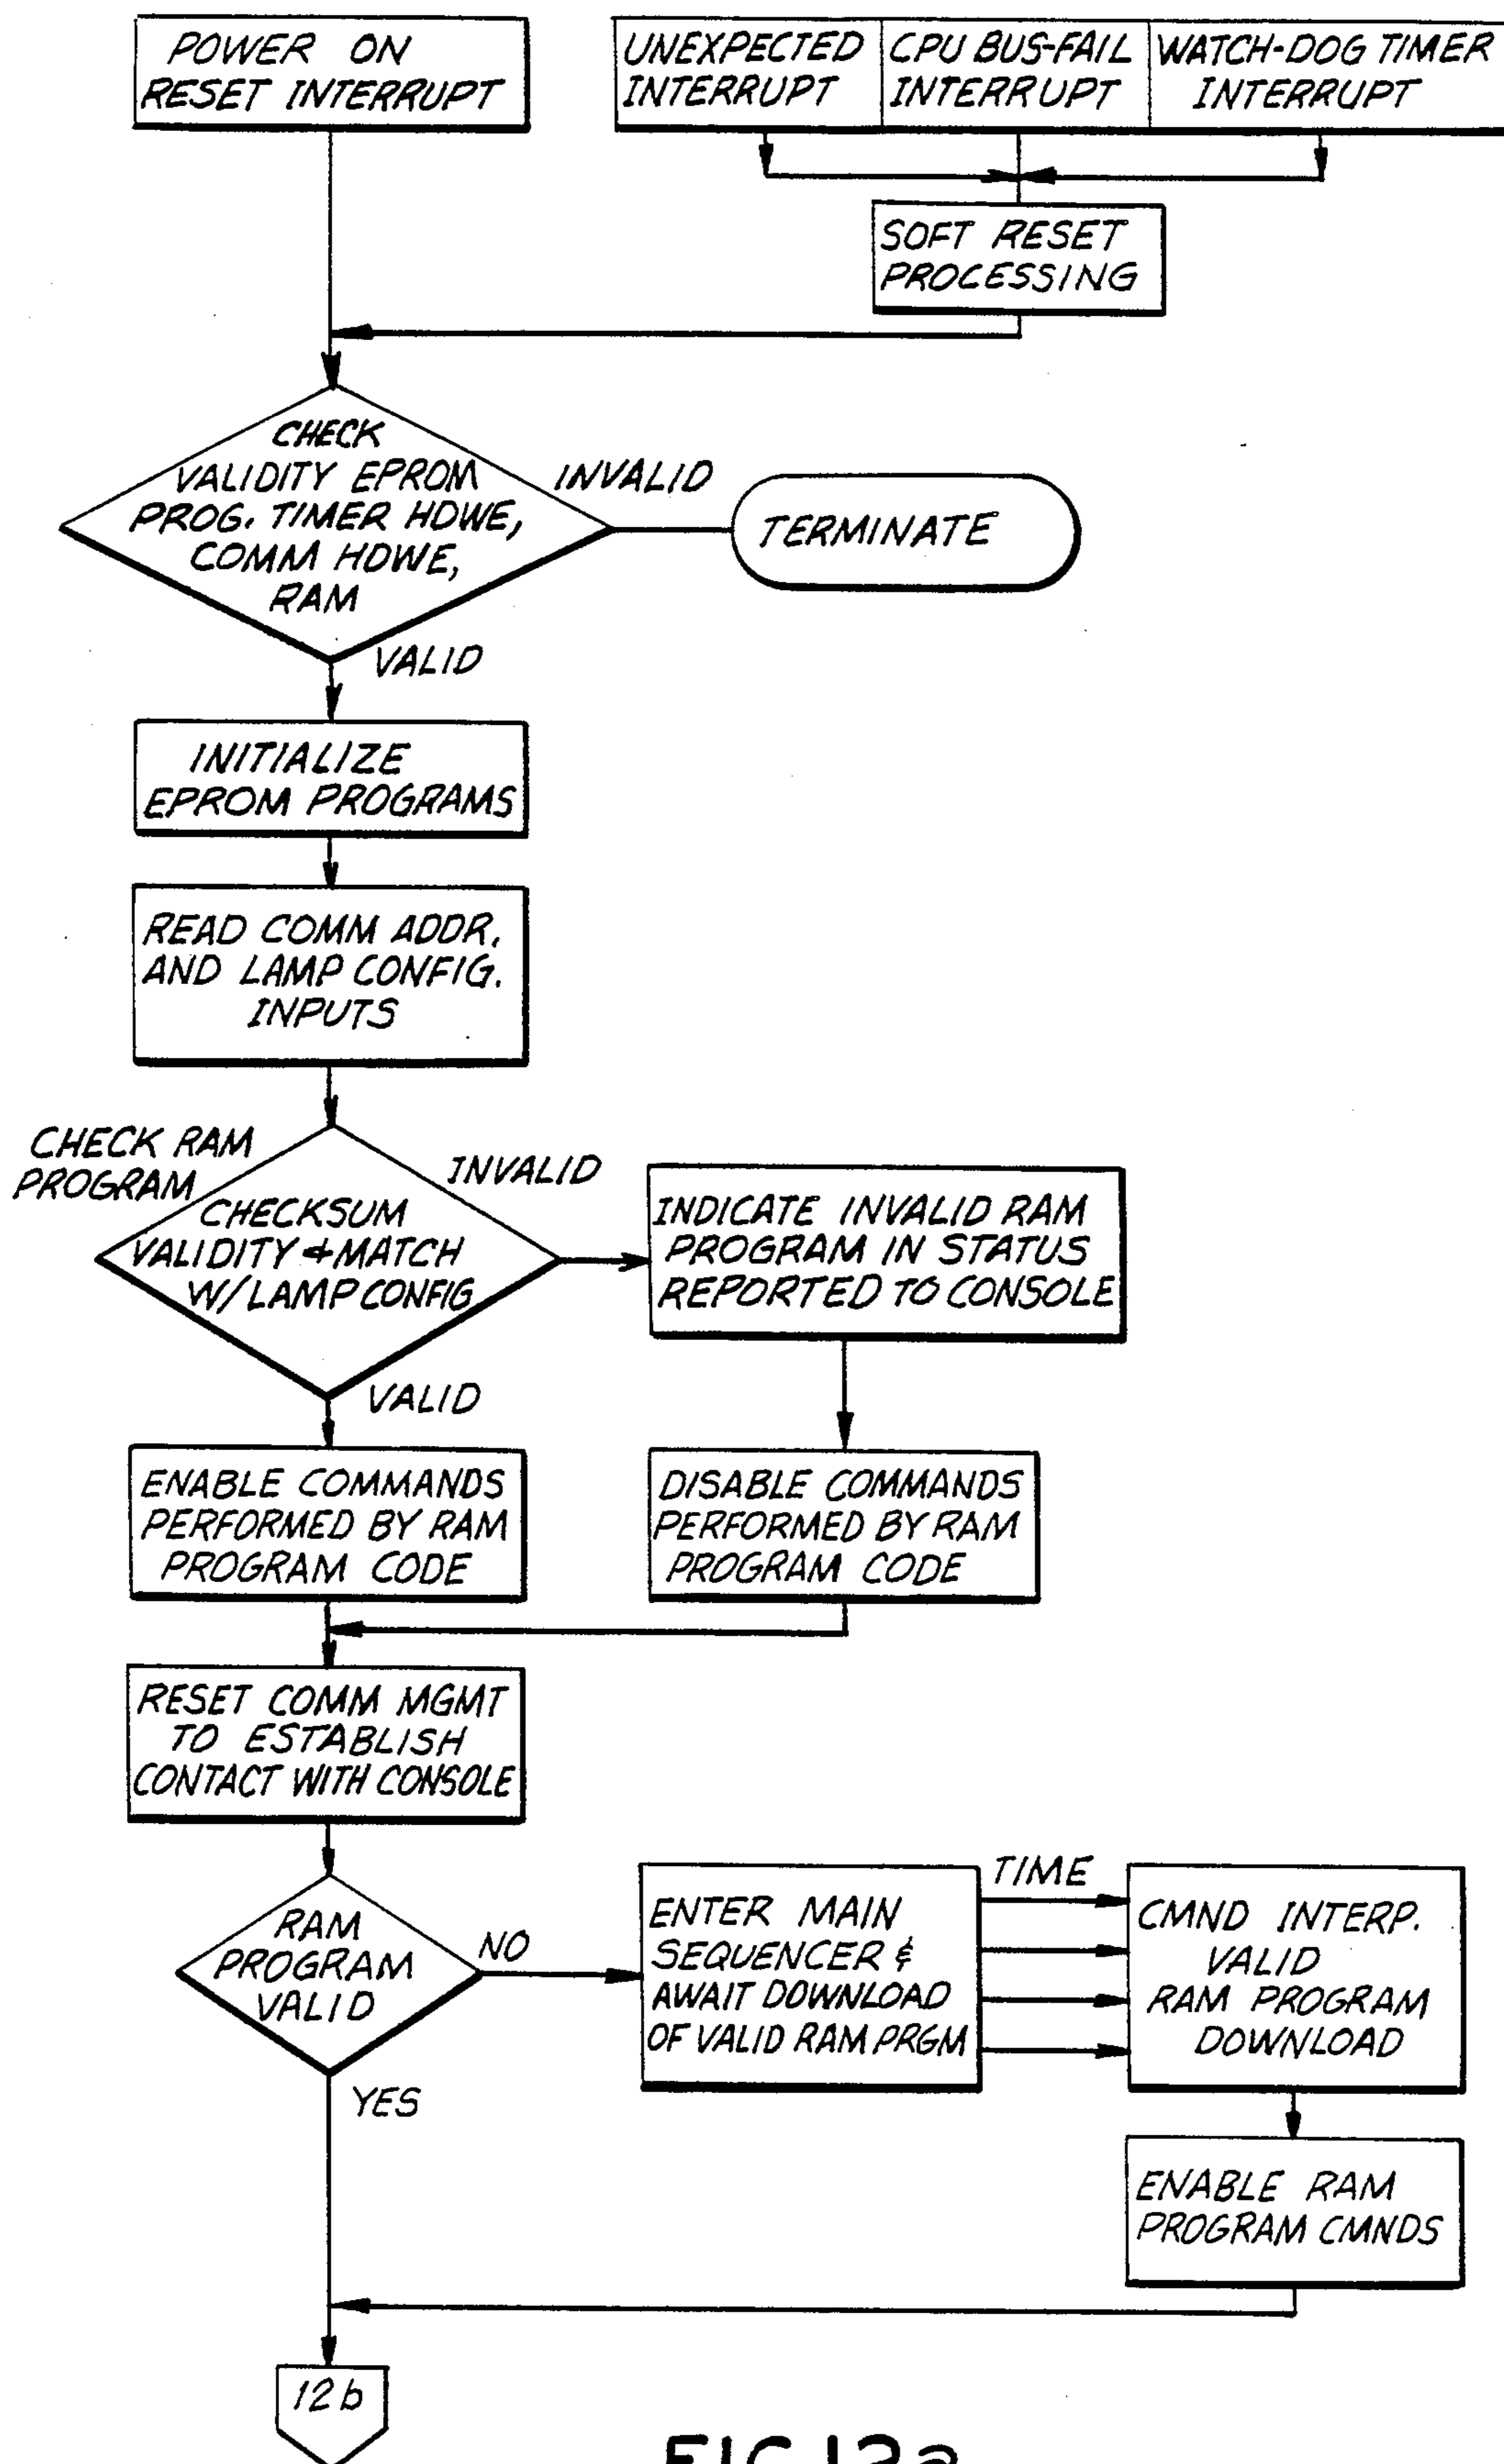 POWER ON
RESET INTERRUPT
UNEXPECTED
INTERRUPT
CPU BUS-FAIL
INTERRUPT
WATCH-DOG TIMER
INTERRUPT
SOFT RESET
PROCESSING
CHECK
VALIDITY EPROM
PROG. TIMER HDWE,
COMM HDWE,
RAM
INVALID
TERMINATE
VALID
INITIALIZE
EPROM PROGRAMS
READ COMM ADDR.
AND LAMP CONFIG.
INPUTS
CHECK RAM
PROGRAM
CHECKSUM
VALIDITY & MATCH
W/ LAMP CONFIG
INVALID
INDICATE INVALID RAM
PROGRAM IN STATUS
REPORTED TO CONSOLE
VALID
ENABLE COMMANDS
PERFORMED BY RAM
PROGRAM CODE
DISABLE COMMANDS
PERFORMED BY RAM
PROGRAM CODE
RESET COMM MGMT
TO ESTABLISH
CONTACT WITH CONSOLE
RAM
PROGRAM
VALID
NO
ENTER MAIN
SEQUENCER &
AWAIT DOWNLOAD
OF VALID RAM PRGM
TIME
CMND INTERP.
VALID
RAM PROGRAM
DOWNLOAD
YES
ENABLE RAM
PROGRAM CMNDS
12b
FIG. 12a